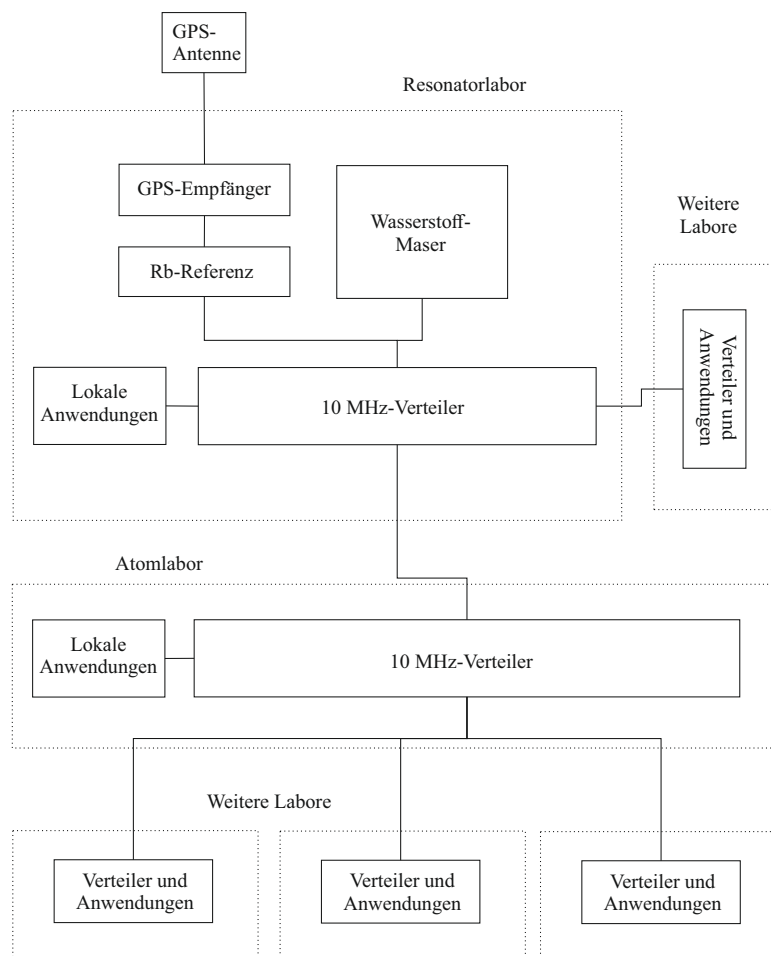 GPS-
Antenne
Resonatorlabor
GPS-Empfänger
Wasserstoff-
Maser
Rb-Referenz
Weitere
Labore
Lokale
Anwendungen
10 MHz-Verteiler
Verteiler und
Anwendungen
Atomlabor
Lokale
Anwendungen
10 MHz-Verteiler
Weitere Labore
Verteiler und
Anwendungen
Verteiler und
Anwendungen
Verteiler und
Anwendungen